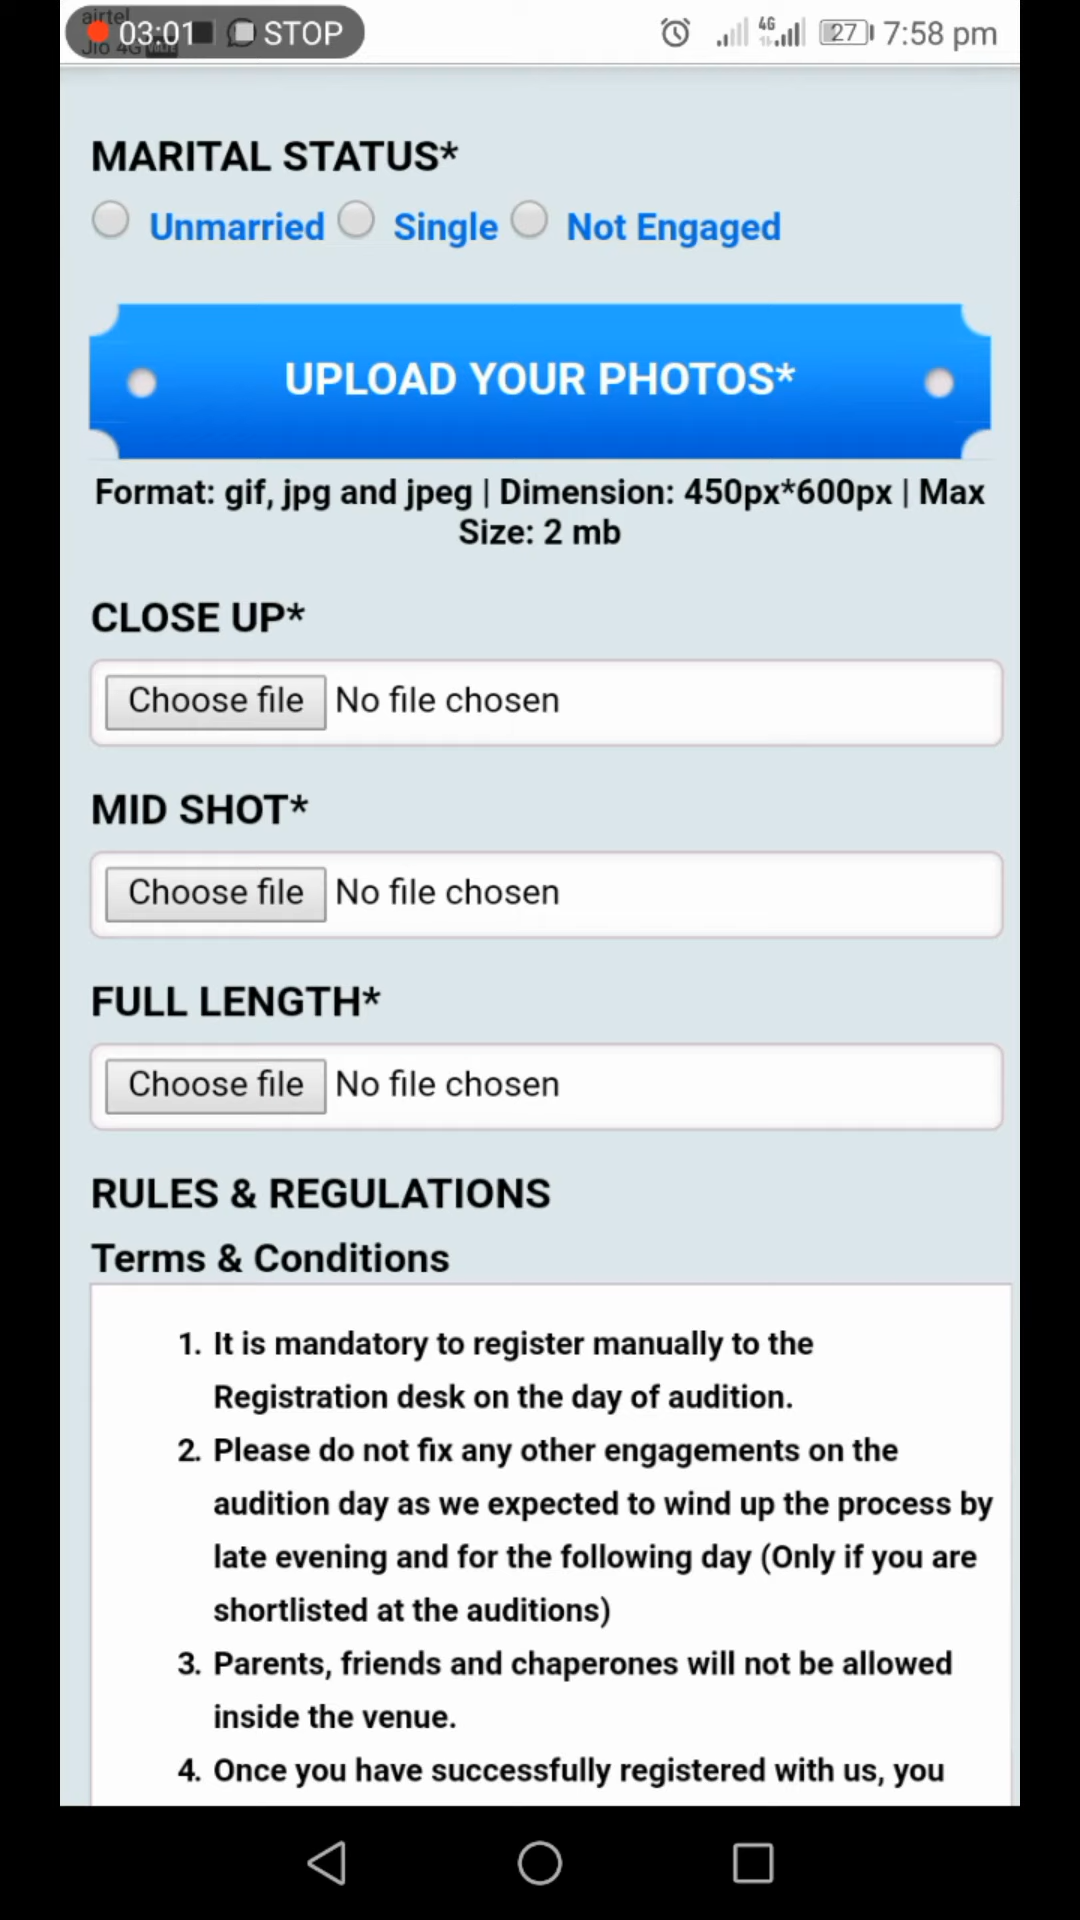 airtel
Jio 4G
03:01 STOP 4G 27 7:58 pm
MARITAL STATUS*
Unmarried Single Not Engaged
UPLOAD YOUR PHOTOS*
Format: gif, jpg and jpeg | Dimension: 450px*600px | Max
Size: 2 mb
CLOSE UP*
Choose file No file chosen
MID SHOT*
Choose file No file chosen
FULL LENGTH*
Choose file No file chosen
RULES & REGULATIONS
Terms & Conditions
1. It is mandatory to register manually to the
Registration desk on the day of audition.
2. Please do not fix any other engagements on the
audition day as we expected to wind up the process by
late evening and for the following day (Only if you are
shortlisted at the auditions)
3. Parents, friends and chaperones will not be allowed
inside the venue.
4. Once you have successfully registered with us, you